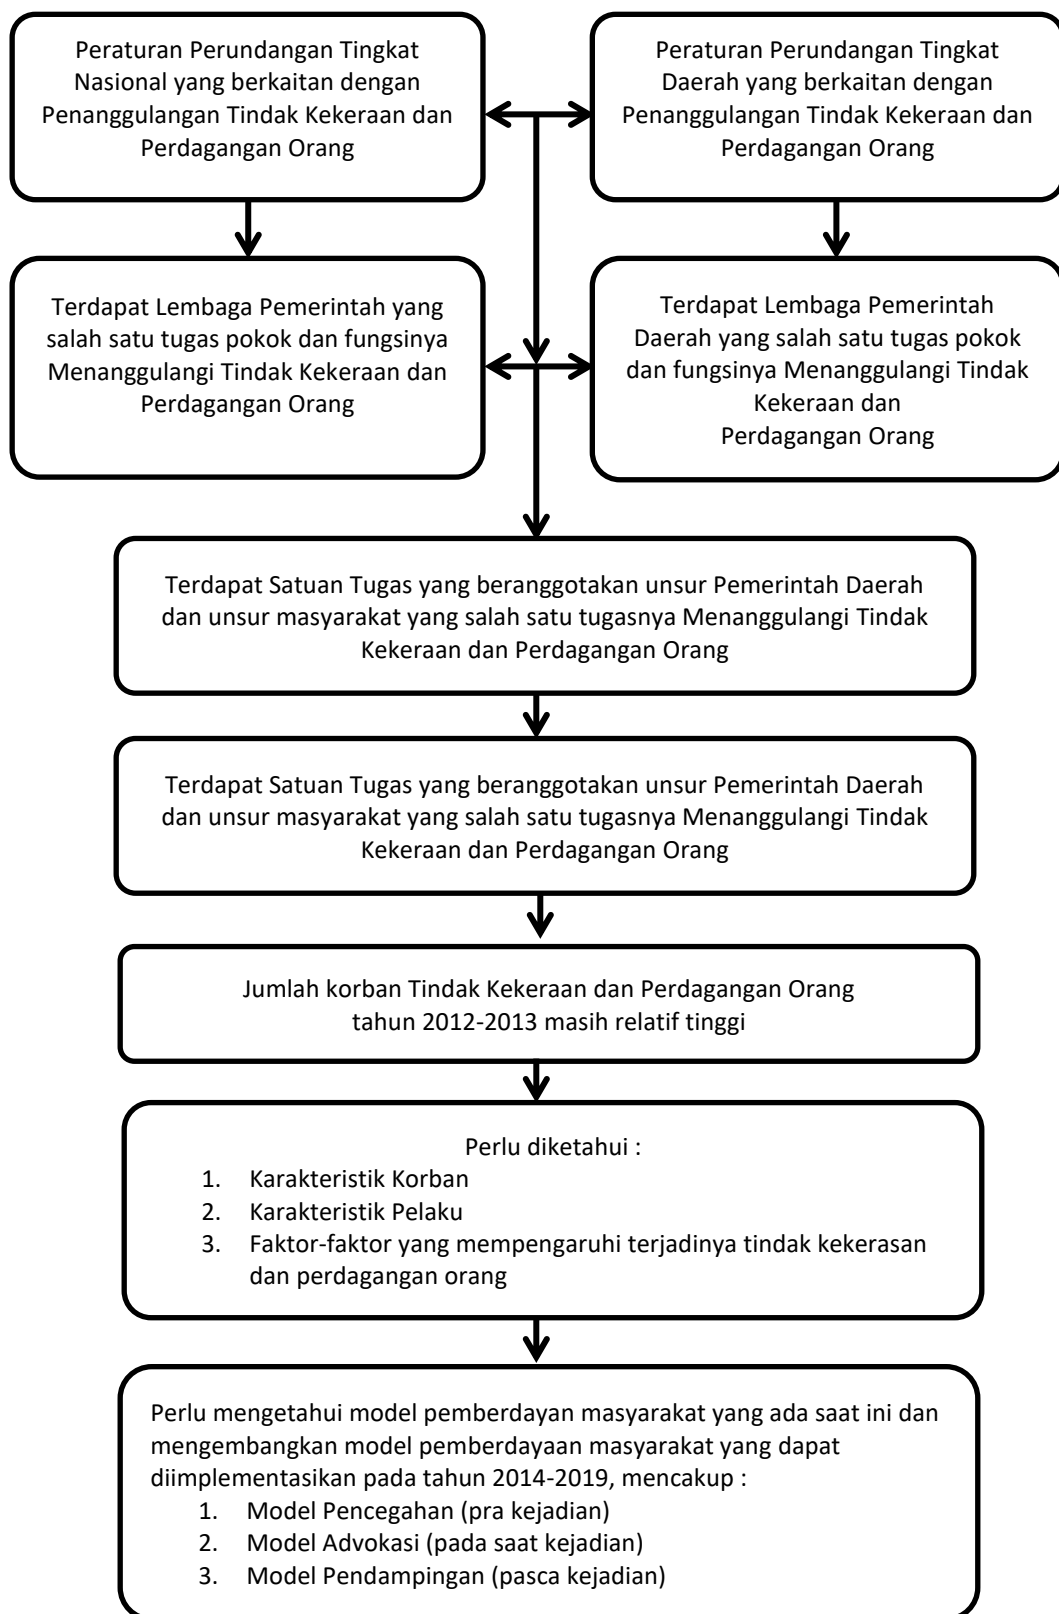 Peraturan Perundangan Tingkat
Nasional yang berkaitan dengan
Penanggulangan Tindak Kekeraan dan
Perdagangan Orang
Peraturan Perundangan Tingkat
Daerah yang berkaitan dengan
Penanggulangan Tindak Kekeraan dan
Perdagangan Orang
Terdapat Lembaga Pemerintah yang
salah satu tugas pokok dan fungsinya
Menanggulangi Tindak Kekeraan dan
Perdagangan Orang
Terdapat Lembaga Pemerintah
Daerah yang salah satu tugas pokok
dan fungsinya Menanggulangi Tindak
Kekeraan dan
Perdagangan Orang
Terdapat Satuan Tugas yang beranggotakan unsur Pemerintah Daerah
dan unsur masyarakat yang salah satu tugasnya Menanggulangi Tindak
Kekeraan dan Perdagangan Orang
Terdapat Satuan Tugas yang beranggotakan unsur Pemerintah Daerah
dan unsur masyarakat yang salah satu tugasnya Menanggulangi Tindak
Kekeraan dan Perdagangan Orang
Jumlah korban Tindak Kekeraan dan Perdagangan Orang
tahun 2012-2013 masih relatif tinggi
Perlu diketahui :
1. Karakteristik Korban
2. Karakteristik Pelaku
3. Faktor-faktor yang mempengaruhi terjadinya tindak kekerasan
dan perdagangan orang
Perlu mengetahui model pemberdayan masyarakat yang ada saat ini dan
mengembangkan model pemberdayaan masyarakat yang dapat
diimplementasikan pada tahun 2014-2019, mencakup :
1. Model Pencegahan (pra kejadian)
2. Model Advokasi (pada saat kejadian)
3. Model Pendampingan (pasca kejadian)